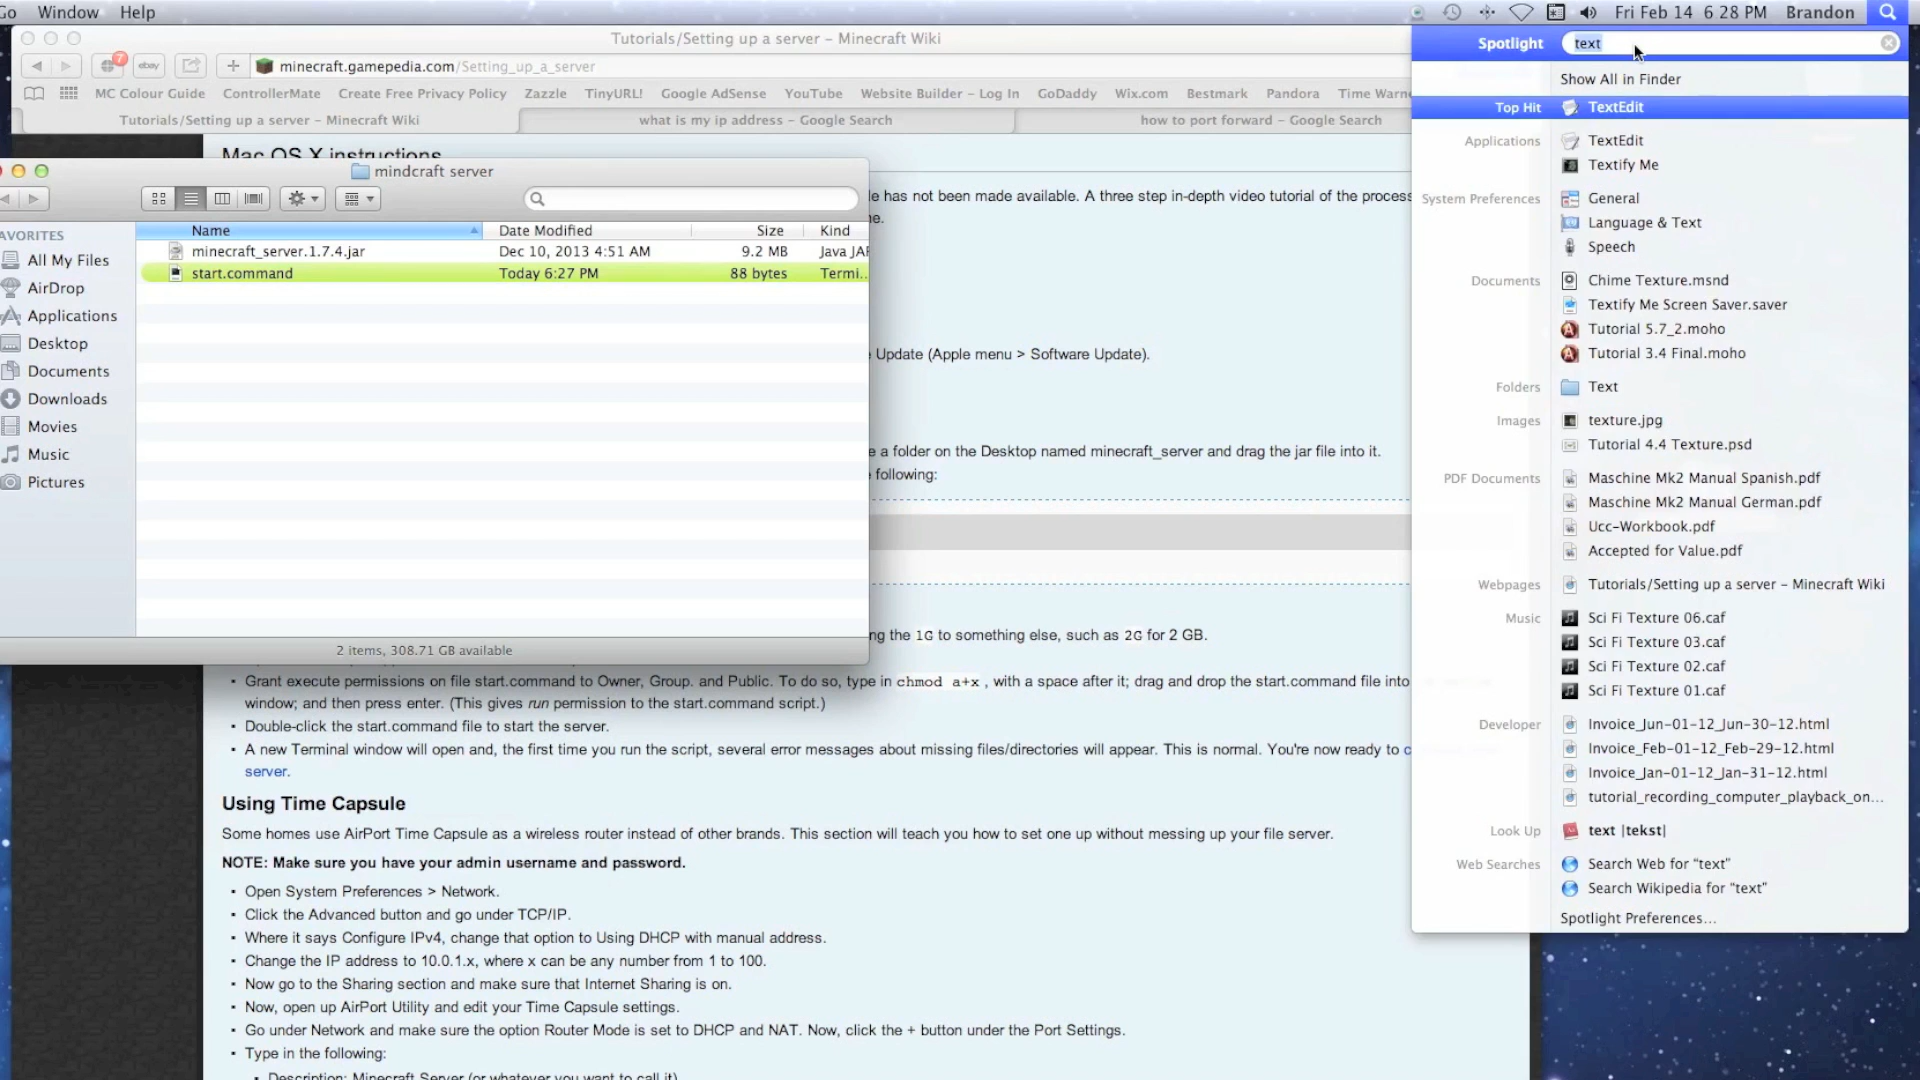 Go Window Help Fri Feb 14 6 28 PM Brandon
Tutorials/Setting up a server – Minecraft Wiki
7 ebay + minecraft.gamepedia.com/Setting_up_a_server
MC Colour Guide ControllerMate Create Free Privacy Policy Zazzle TinyURL! Google AdSense YouTube Website Builder – Log In GoDaddy Wix.com Bestmark Pandora Time Warn
Tutorials/Setting up a server – Minecraft Wiki what is my ip address – Google Search how to port forward – Google Search
Mac OS X instructions
has not been made available. A three step in-depth video tutorial of the process
Update (Apple menu > Software Update).
a folder on the Desktop named minecraft_server and drag the jar file into it.
following:
the 1G to something else, such as 2G for 2 GB.
mindcraft server
Name Date Modified Size Kind
minecraft_server.1.7.4.jar Dec 10, 2013 4:51 AM 9.2 MB Java JAR
start.command Today 6:27 PM 88 bytes Termi...
AVORITES
All My Files
AirDrop
Applications
Desktop
Documents
Downloads
Movies
Music
Pictures
2 items, 308.71 GB available
▪ Grant execute permissions on file start.command to Owner, Group. and Public. To do so, type in chmod a+x , with a space after it; drag and drop the start.command file into
window; and then press enter. (This gives run permission to the start.command script.)
▪ Double-click the start.command file to start the server.
▪ A new Terminal window will open and, the first time you run the script, several error messages about missing files/directories will appear. This is normal. You're now ready to c
server.
Using Time Capsule
Some homes use AirPort Time Capsule as a wireless router instead of other brands. This section will teach you how to set one up without messing up your file server.
NOTE: Make sure you have your admin username and password.
▪ Open System Preferences > Network.
▪ Click the Advanced button and go under TCP/IP.
▪ Where it says Configure IPv4, change that option to Using DHCP with manual address.
▪ Change the IP address to 10.0.1.x, where x can be any number from 1 to 100.
▪ Now go to the Sharing section and make sure that Internet Sharing is on.
▪ Now, open up AirPort Utility and edit your Time Capsule settings.
▪ Go under Network and make sure the option Router Mode is set to DHCP and NAT. Now, click the + button under the Port Settings.
▪ Type in the following:
▪ Description: Minecraft Server (or whatever you want to call it)
Spotlight text
Show All in Finder
Top Hit TextEdit
Applications TextEdit
Textify Me
System Preferences General
Language & Text
Speech
Documents Chime Texture.msnd
Textify Me Screen Saver.saver
Tutorial 5.7_2.moho
Tutorial 3.4 Final.moho
Folders Text
Images texture.jpg
Tutorial 4.4 Texture.psd
PDF Documents Maschine Mk2 Manual Spanish.pdf
Maschine Mk2 Manual German.pdf
Ucc–Workbook.pdf
Accepted for Value.pdf
Webpages Tutorials/Setting up a server – Minecraft Wiki
Music Sci Fi Texture 06.caf
Sci Fi Texture 03.caf
Sci Fi Texture 02.caf
Sci Fi Texture 01.caf
Developer Invoice_Jun–01–12_Jun–30–12.html
Invoice_Feb–01–12_Feb–29–12.html
Invoice_Jan–01–12_Jan–31–12.html
tutorial_recording_computer_playback_on...
Look Up text |tekst|
Web Searches Search Web for “text”
Search Wikipedia for “text”
Spotlight Preferences...